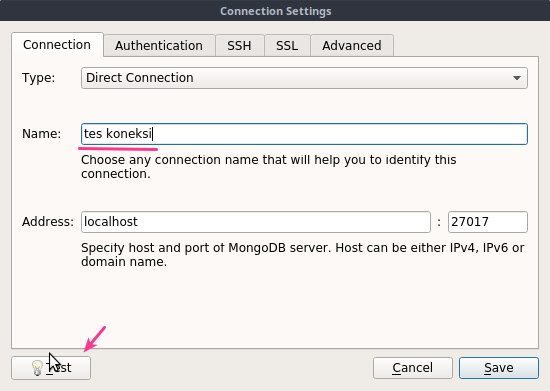 Connection Settings
Connection Authentication SSH SSL Advanced
Type: Direct Connection
Name: tes koneksi
Choose any connection name that will help you to identify this
connection.
Address: localhost : 27017
Specify host and port of MongoDB server. Host can be either IPv4, IPv6 or
domain name.
Test Cancel Save